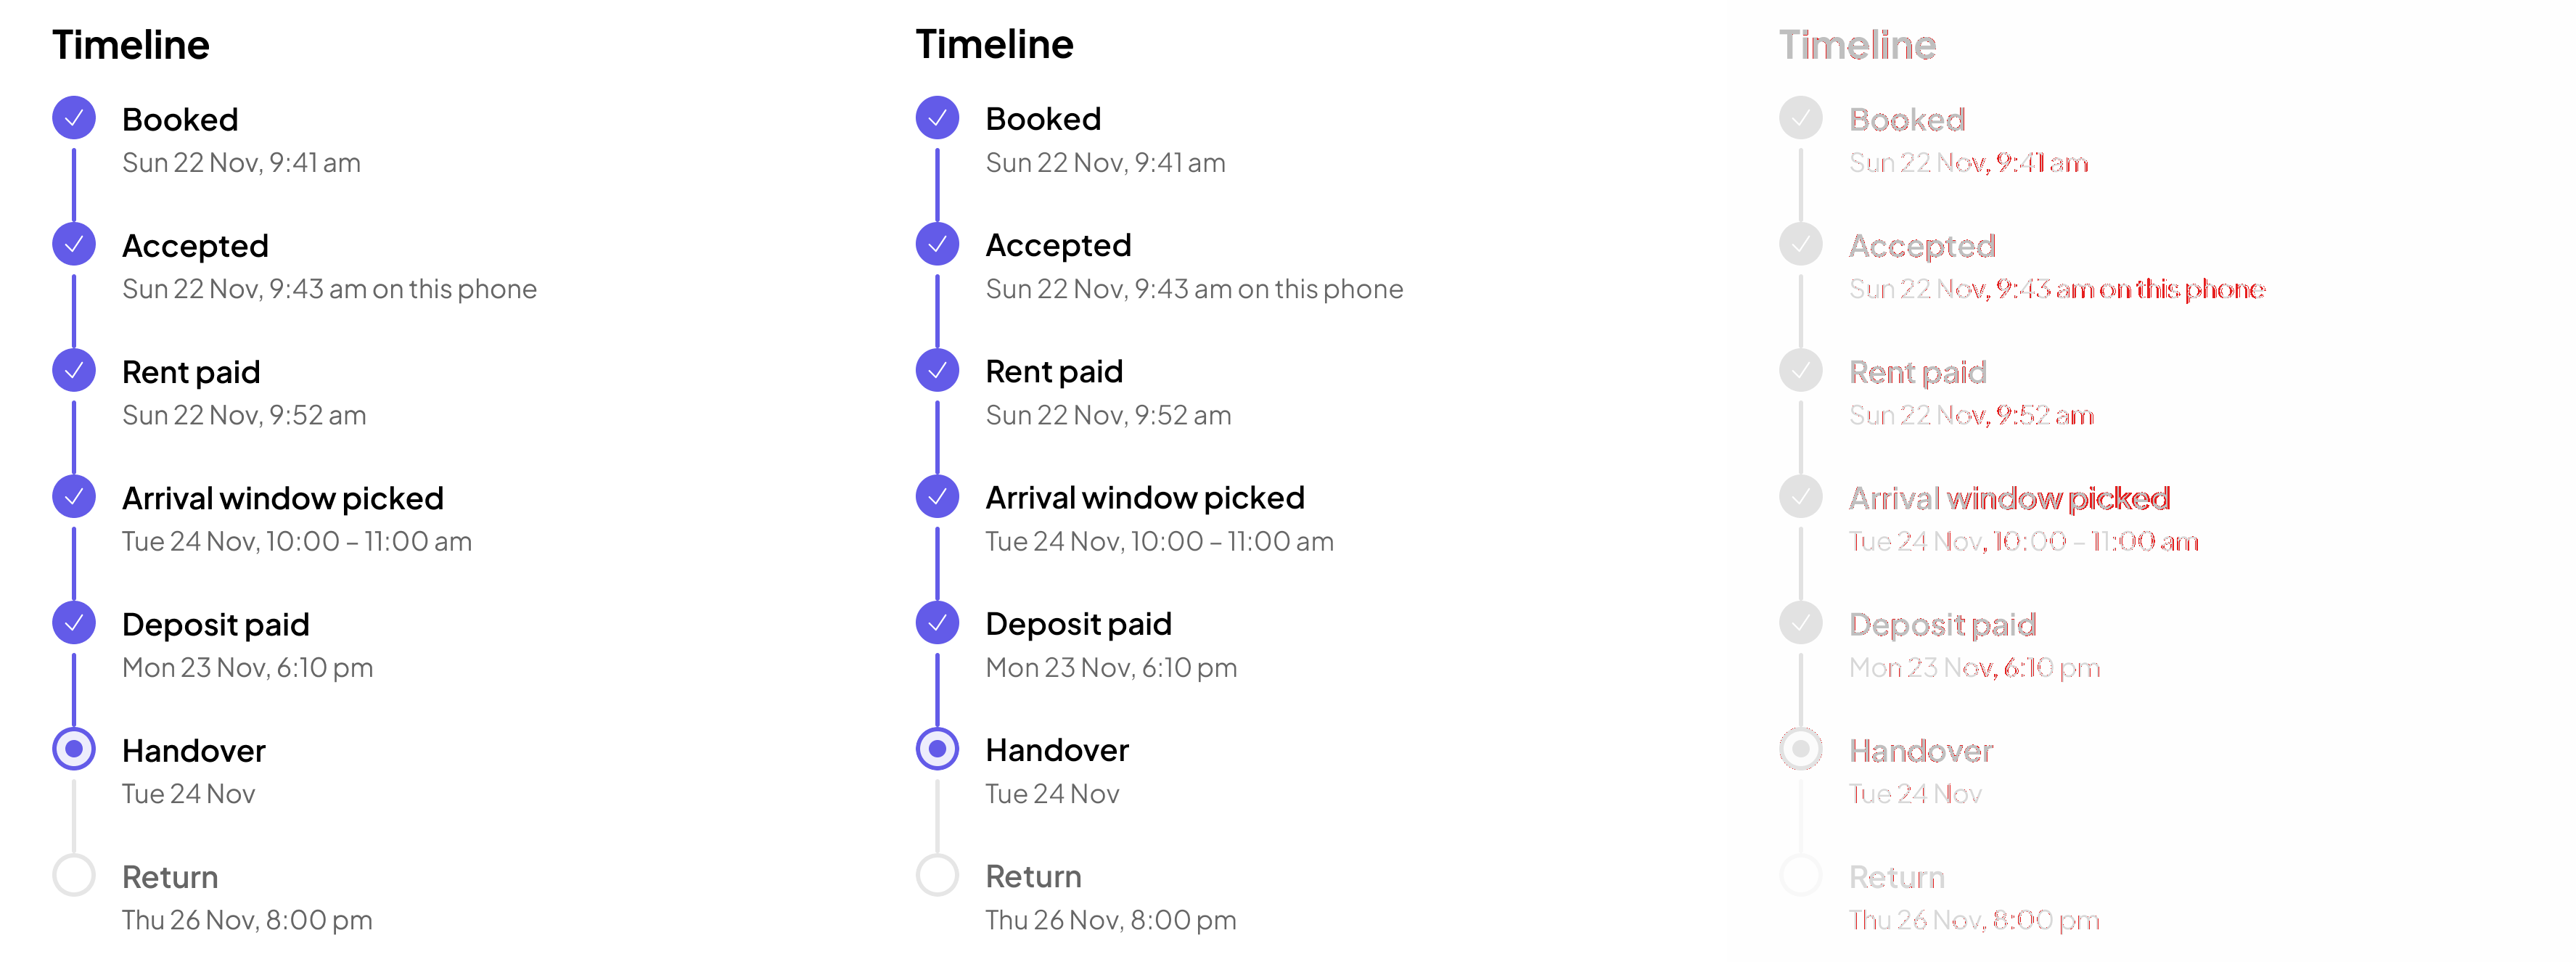 Timeline
Booked
Sun 22 Nov, 9:41 am
Accepted
Sun 22 Nov, 9:43 am on this phone
Rent paid
Sun 22 Nov, 9:52 am
Arrival window picked
Tue 24 Nov, 10:00 – 11:00 am
Deposit paid
Mon 23 Nov, 6:10 pm
Handover
Tue 24 Nov
Return
Thu 26 Nov, 8:00 pm
Timeline
Booked
Sun 22 Nov, 9:41 am
Accepted
Sun 22 Nov, 9:43 am on this phone
Rent paid
Sun 22 Nov, 9:52 am
Arrival window picked
Tue 24 Nov, 10:00 – 11:00 am
Deposit paid
Mon 23 Nov, 6:10 pm
Handover
Tue 24 Nov
Return
Thu 26 Nov, 8:00 pm
Timeline
Booked
Sun 22 Nov, 9:41 am
Accepted
Sun 22 Nov, 9:43 am on this phone
Rent paid
Sun 22 Nov, 9:52 am
Arrival window picked
Tue 24 Nov, 10:00 – 11:00 am
Deposit paid
Mon 23 Nov, 6:10 pm
Handover
Tue 24 Nov
Return
Thu 26 Nov, 8:00 pm